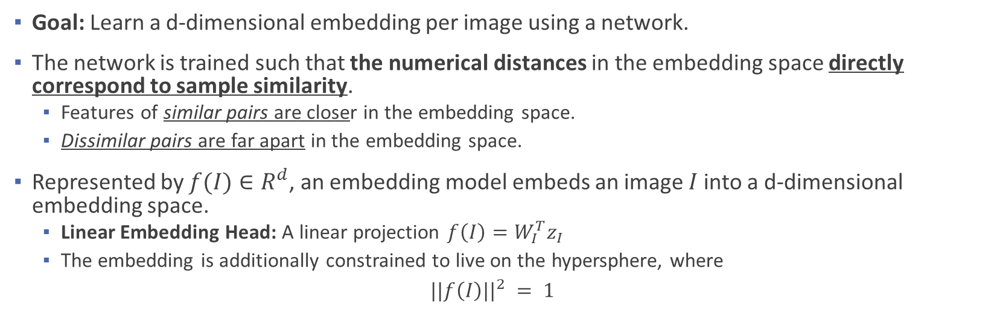 ▪ Goal: Learn a d-dimensional embedding per image using a network.
▪ The network is trained such that the numerical distances in the embedding space directly
correspond to sample similarity.
▪ Features of similar pairs are closer in the embedding space.
▪ Dissimilar pairs are far apart in the embedding space.
▪ Represented by f(I) ∈ R^d, an embedding model embeds an image I into a d-dimensional
embedding space.
▪ Linear Embedding Head: A linear projection f(I) = W_I^T z_I
▪ The embedding is additionally constrained to live on the hypersphere, where
||f(I)||² = 1